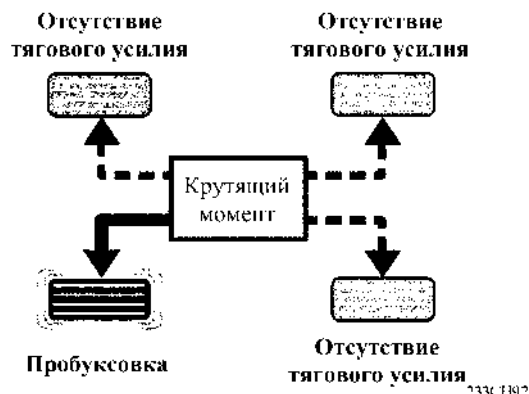 Отсутствие
тягового усилия
Отсутствие
тягового усилия
Крутящий
момент
Пробуксовка
Отсутствие
тягового усилия